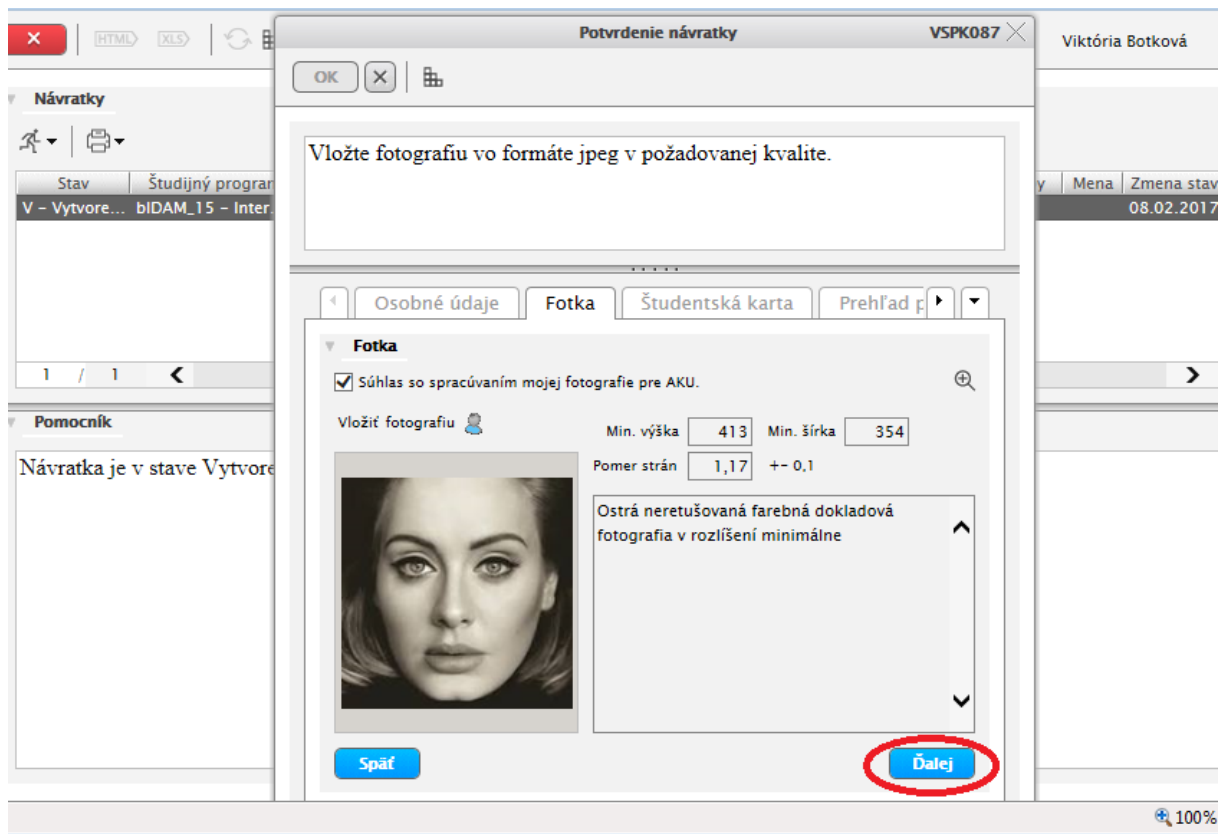 HTML XLS
Viktória Botková
Návratky
Stav Študijný program
V – Vytvore... bIDAM_15 – Inter.
y Mena Zmena stav
08.02.2017
1 / 1
Pomocník
Návratka je v stave Vytvore
Potvrdenie návratky VSPK087
OK
Vložte fotografiu vo formáte jpeg v požadovanej kvalite.
Osobné údaje Fotka Študentská karta Prehľad p
Fotka
Súhlas so spracúvaním mojej fotografie pre AKU.
Vložiť fotografiu
Min. výška 413 Min. šírka 354
Pomer strán 1,17 +- 0,1
Ostrá neretušovaná farebná dokladová
fotografia v rozlíšení minimálne
Späť Ďalej
100%